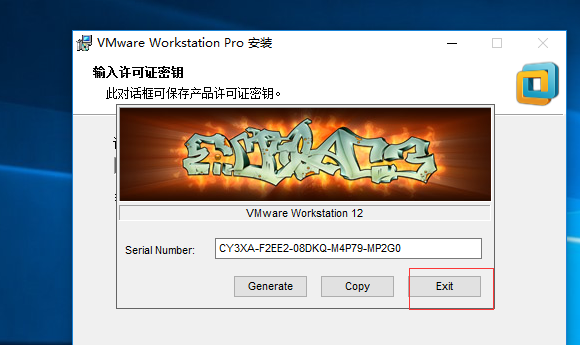 VMware Workstation Pro 安装
输入许可证密钥
此对话框可保存产品许可证密钥。
VMware Workstation 12
Serial Number: CY3XA-F2EE2-08DKQ-M4P79-MP2G0
Generate Copy Exit